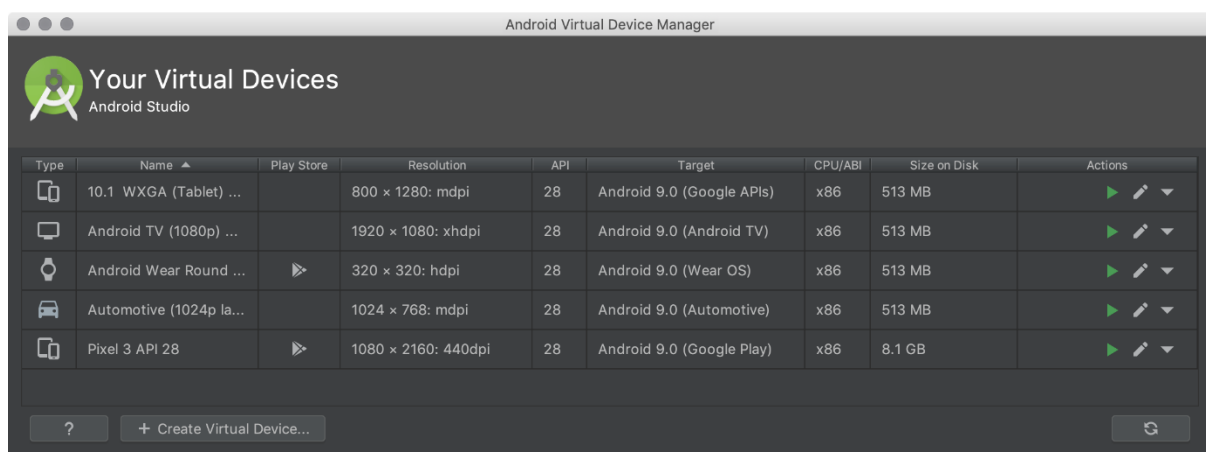 Android Virtual Device Manager
Your Virtual Devices
Android Studio
Type Name Play Store Resolution API Target CPU/ABI Size on Disk Actions
10.1 WXGA (Tablet) ... 800 × 1280: mdpi 28 Android 9.0 (Google APIs) x86 513 MB
Android TV (1080p) ... 1920 × 1080: xhdpi 28 Android 9.0 (Android TV) x86 513 MB
Android Wear Round ... 320 × 320: hdpi 28 Android 9.0 (Wear OS) x86 513 MB
Automotive (1024p la... 1024 × 768: mdpi 28 Android 9.0 (Automotive) x86 513 MB
Pixel 3 API 28 1080 × 2160: 440dpi 28 Android 9.0 (Google Play) x86 8.1 GB
? + Create Virtual Device...